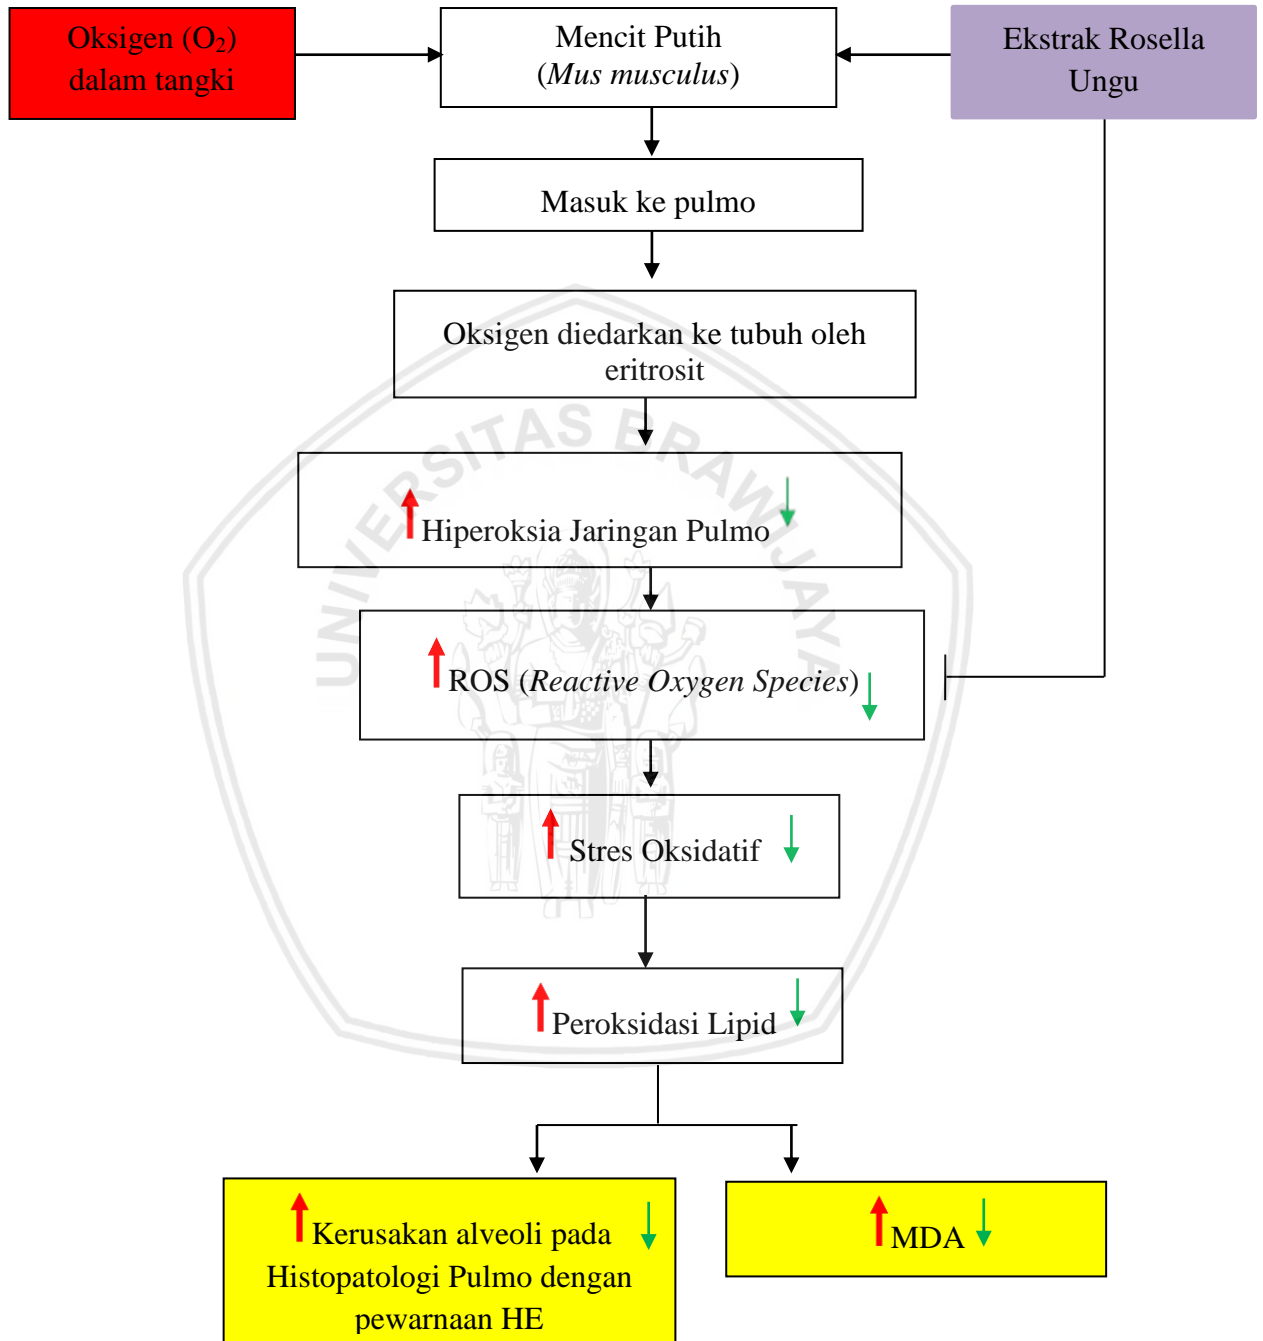 Oksigen (O₂)
dalam tangki
Mencit Putih
(Mus musculus)
Ekstrak Rosella
Ungu
Masuk ke pulmo
Oksigen diedarkan ke tubuh oleh
eritrosit
UNIVERSITAS BRAWIJAYA
Hiperoksia Jaringan Pulmo
ROS (Reactive Oxygen Species)
Stres Oksidatif
Peroksidasi Lipid
Kerusakan alveoli pada
Histopatologi Pulmo dengan
pewarnaan HE
MDA